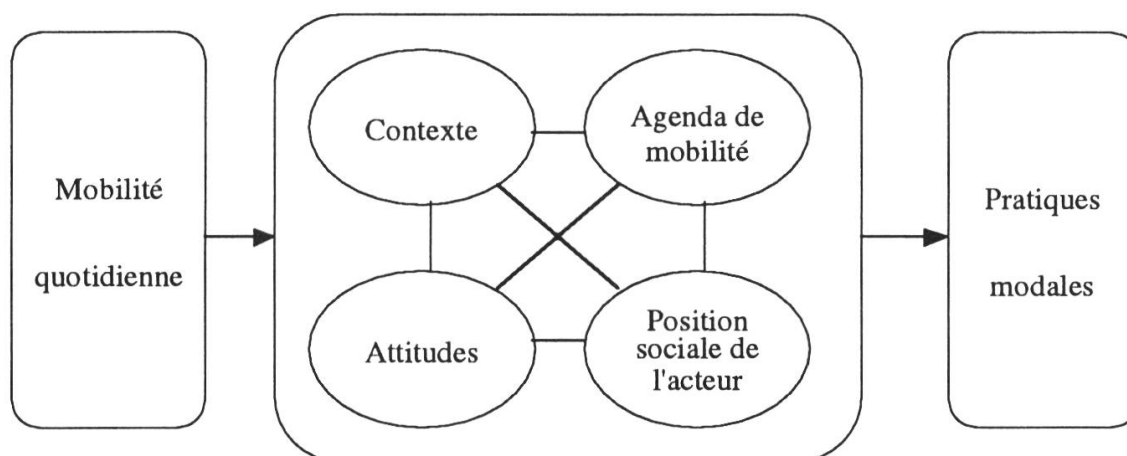 Mobilité
quotidienne
Contexte
Agenda de
mobilité
Attitudes
Position
sociale de
l'acteur
Pratiques
modales